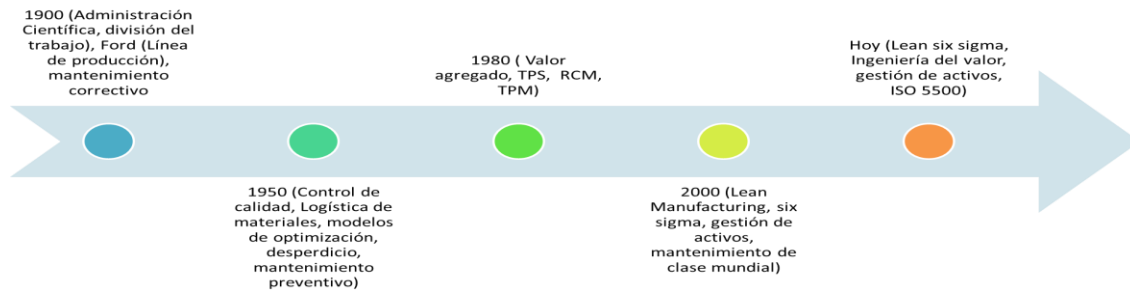 1900 (Administración
Científica, división del
trabajo), Ford (Línea
de producción),
mantenimiento
correctivo
1950 (Control de
calidad, Logística de
materiales, modelos
de optimización,
desperdicio,
mantenimiento
preventivo)
1980 ( Valor
agregado, TPS, RCM,
TPM)
2000 (Lean
Manufacturing, six
sigma, gestión de
activos,
mantenimiento de
clase mundial)
Hoy (Lean six sigma,
Ingeniería del valor,
gestión de activos,
ISO 5500)